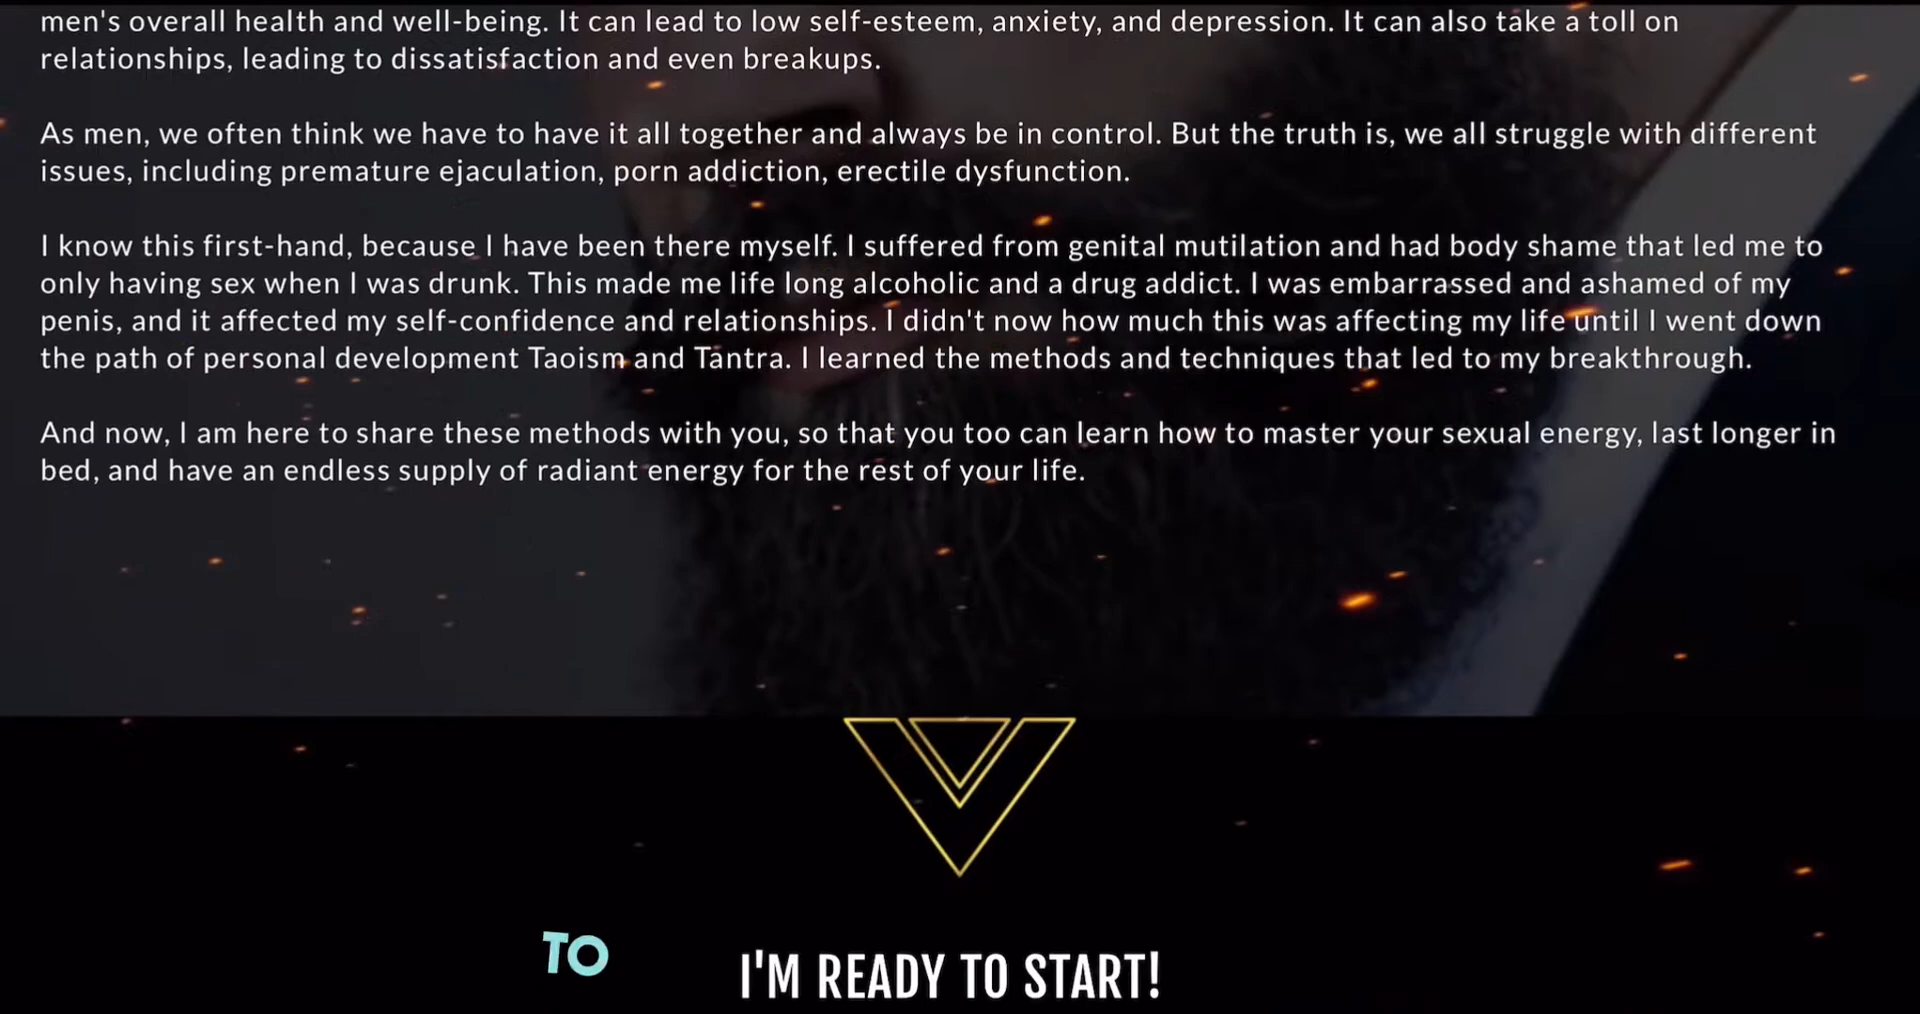 men's overall health and well-being. It can lead to low self-esteem, anxiety, and depression. It can also take a toll on
relationships, leading to dissatisfaction and even breakups.
As men, we often think we have to have it all together and always be in control. But the truth is, we all struggle with different
issues, including premature ejaculation, porn addiction, erectile dysfunction.
I know this first-hand, because I have been there myself. I suffered from genital mutilation and had body shame that led me to
only having sex when I was drunk. This made me life long alcoholic and a drug addict. I was embarrassed and ashamed of my
penis, and it affected my self-confidence and relationships. I didn't now how much this was affecting my life until I went down
the path of personal development Taoism and Tantra. I learned the methods and techniques that led to my breakthrough.
And now, I am here to share these methods with you, so that you too can learn how to master your sexual energy, last longer in
bed, and have an endless supply of radiant energy for the rest of your life.
TO
I'M READY TO START!